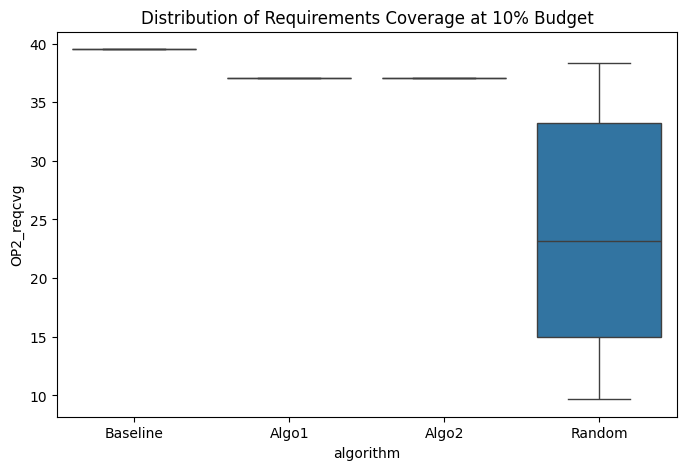 Distribution of Requirements Coverage at 10% Budget
OP2_reqcvg
40
35
30
25
20
15
10
Baseline
Algo1
Algo2
Random
algorithm